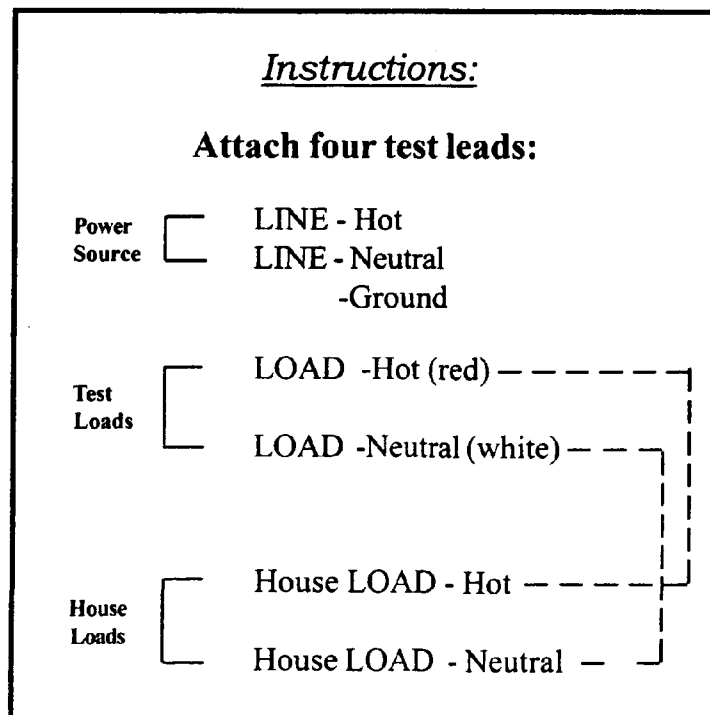 Instructions:
Attach four test leads:
Power
Source
LINE - Hot
LINE - Neutral
-Ground
Test
Loads
LOAD -Hot (red)
LOAD -Neutral (white)
House
Loads
House LOAD - Hot
House LOAD - Neutral